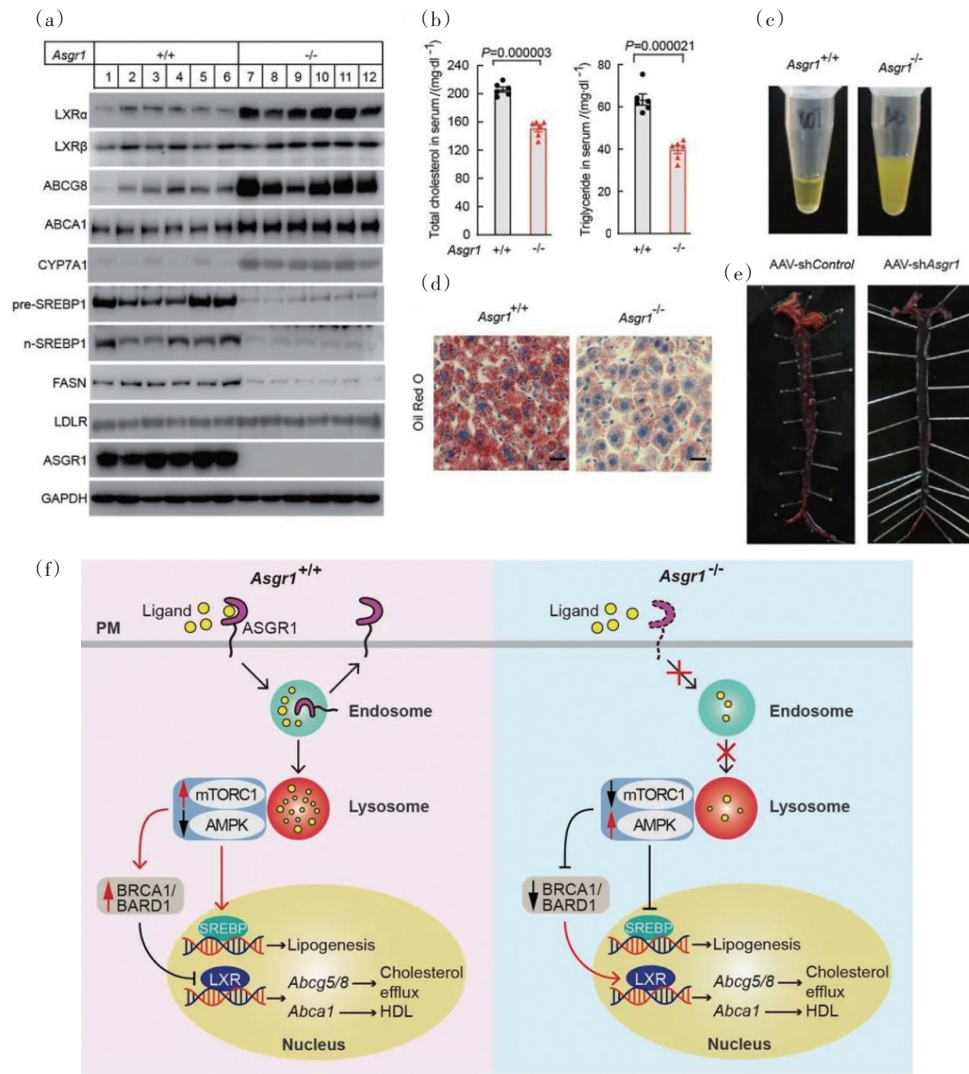 (a)
Asgr1 +/+ -/-
1 2 3 4 5 6 7 8 9 10 11 12
LXRα
LXRβ
ABCG8
ABCA1
CYP7A1
pre-SREBP1
n-SREBP1
FASN
LDLR
ASGR1
GAPDH
(b)
P=0.000003
Total cholesterol in serum /(mg·dl⁻¹)
240
200
160
120
80
40
0
Asgr1 +/+ -/-
P=0.000021
Triglyceride in serum /(mg·dl⁻¹)
80
60
40
20
0
+/+ -/-
(c)
Asgr1+/+ Asgr1-/-
(d)
Asgr1+/+ Asgr1-/-
Oil Red O
(e)
AAV-shControl AAV-shAsgr1
(f)
Asgr1+/+
Ligand
ASGR1
PM
Endosome
Lysosome
mTORC1
AMPK
BRCA1/
BARD1
SREBP
Lipogenesis
LXR
Abcg5/8
Cholesterol
efflux
Abca1
HDL
Nucleus
Asgr1-/-
Ligand
Endosome
Lysosome
mTORC1
AMPK
BRCA1/
BARD1
SREBP
Lipogenesis
LXR
Abcg5/8
Cholesterol
efflux
Abca1
HDL
Nucleus